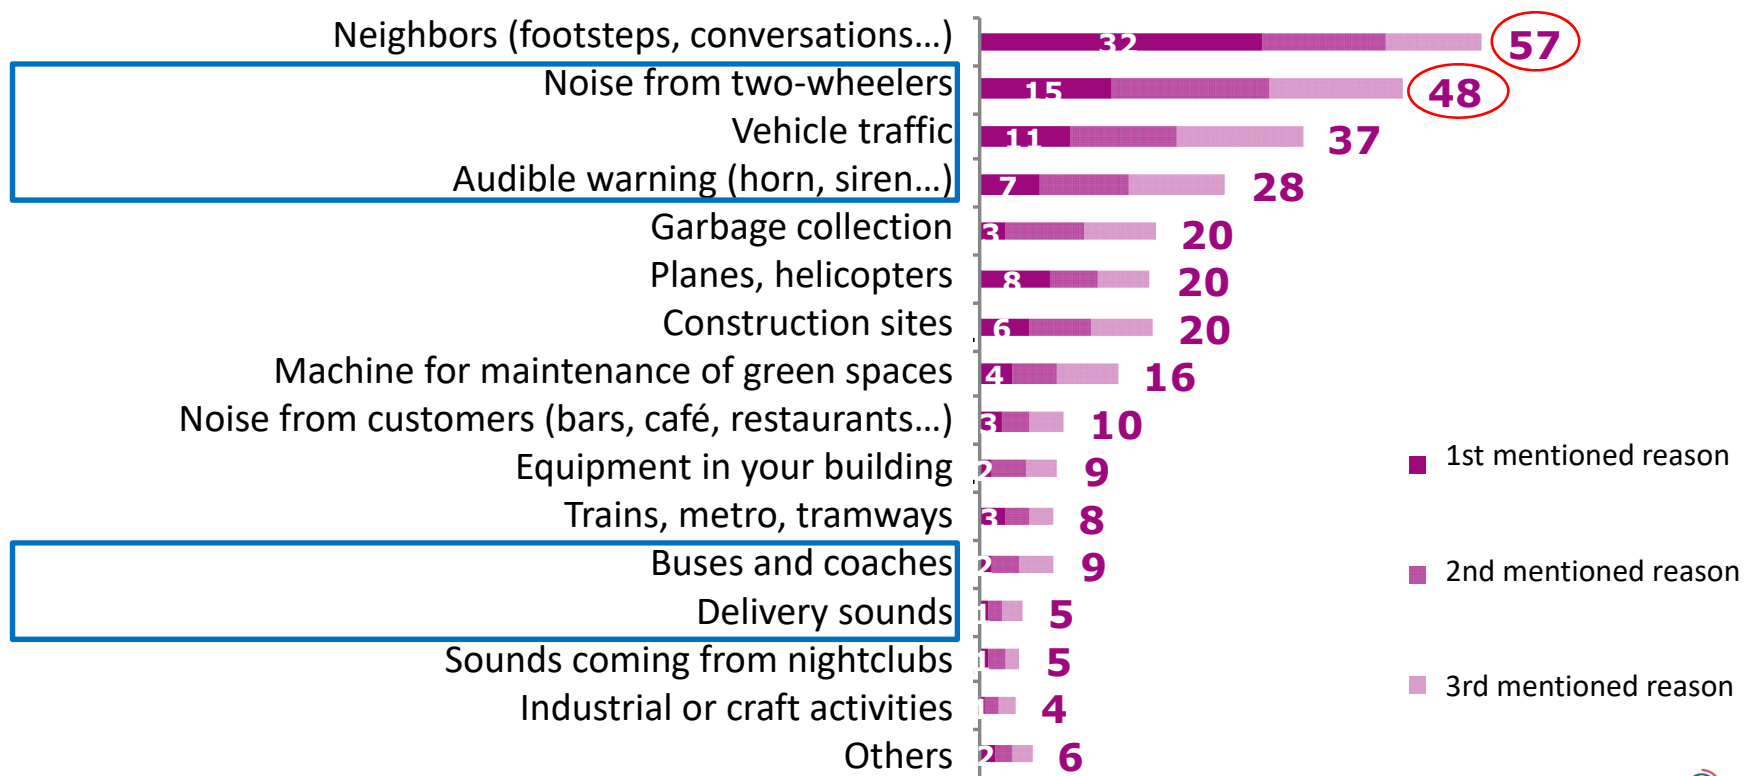 Neighbors (footsteps, conversations…) 32 57
Noise from two-wheelers 15 48
Vehicle traffic 11 37
Audible warning (horn, siren…) 7 28
Garbage collection 3 20
Planes, helicopters 8 20
Construction sites 6 20
Machine for maintenance of green spaces 4 16
Noise from customers (bars, café, restaurants…) 3 10
Equipment in your building 2 9
Trains, metro, tramways 3 8
Buses and coaches 2 9
Delivery sounds 1 5
Sounds coming from nightclubs 1 5
Industrial or craft activities 1 4
Others 2 6
1st mentioned reason
2nd mentioned reason
3rd mentioned reason